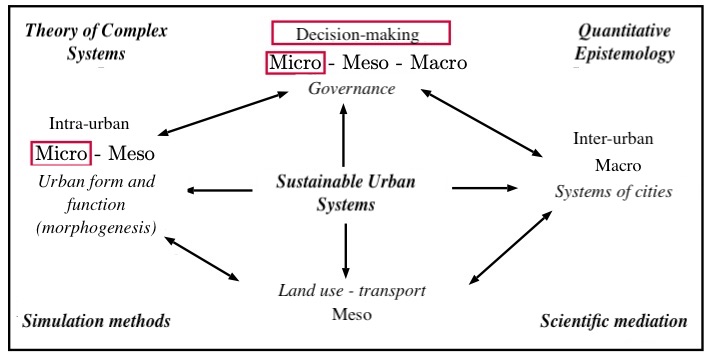 Theory of Complex
Systems
Decision-making
Micro - Meso - Macro
Governance
Quantitative
Epistemology
Intra-urban
Micro - Meso
Urban form and
function
(morphogenesis)
Sustainable Urban
Systems
Inter-urban
Macro
Systems of cities
Land use - transport
Meso
Simulation methods
Scientific mediation